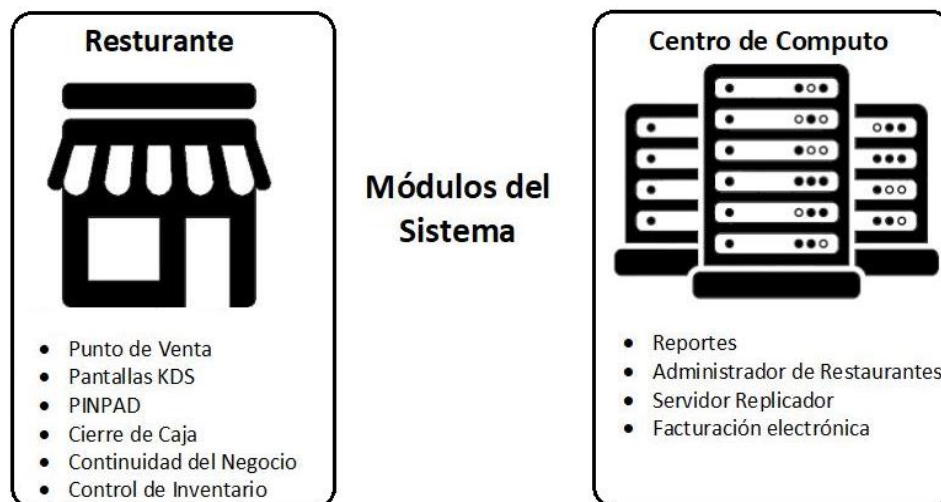 Resturante
• Punto de Venta
• Pantallas KDS
• PINPAD
• Cierre de Caja
• Continuidad del Negocio
• Control de Inventario
Módulos del
Sistema
Centro de Computo
• Reportes
• Administrador de Restaurantes
• Servidor Replicador
• Facturación electrónica